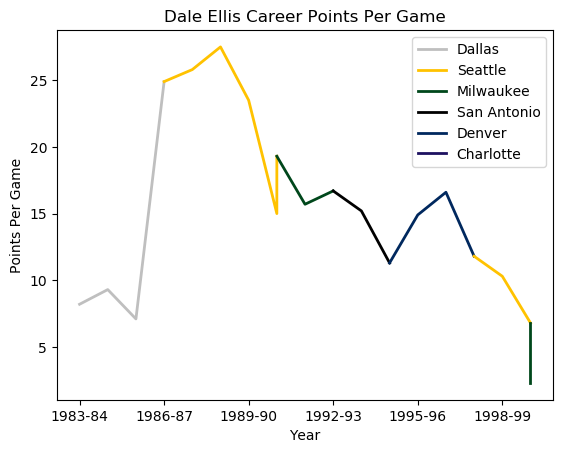 Dale Ellis Career Points Per Game
Dallas
Seattle
Milwaukee
San Antonio
Denver
Charlotte
25
20
15
10
5
Points Per Game
1983-84 1986-87 1989-90 1992-93 1995-96 1998-99
Year